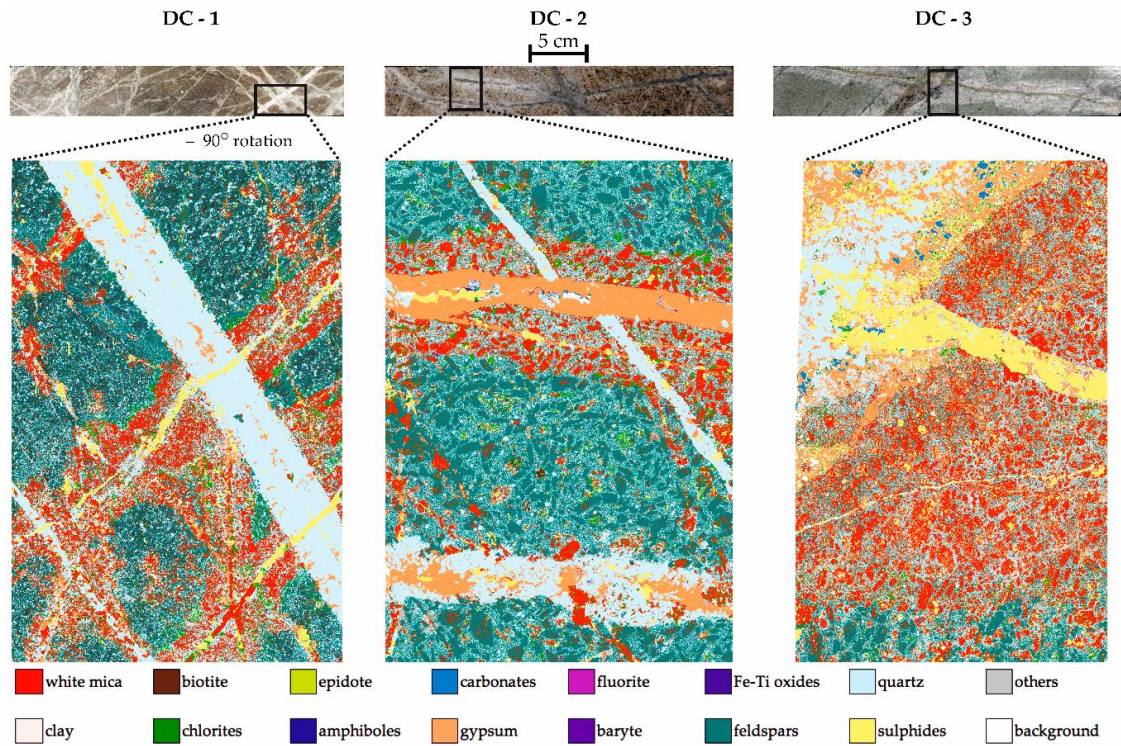 DC - 1 DC - 2 DC - 3
5 cm
– 90° rotation
white mica biotite epidote carbonates fluorite Fe-Ti oxides quartz others
clay chlorites amphiboles gypsum baryte feldspars sulphides background